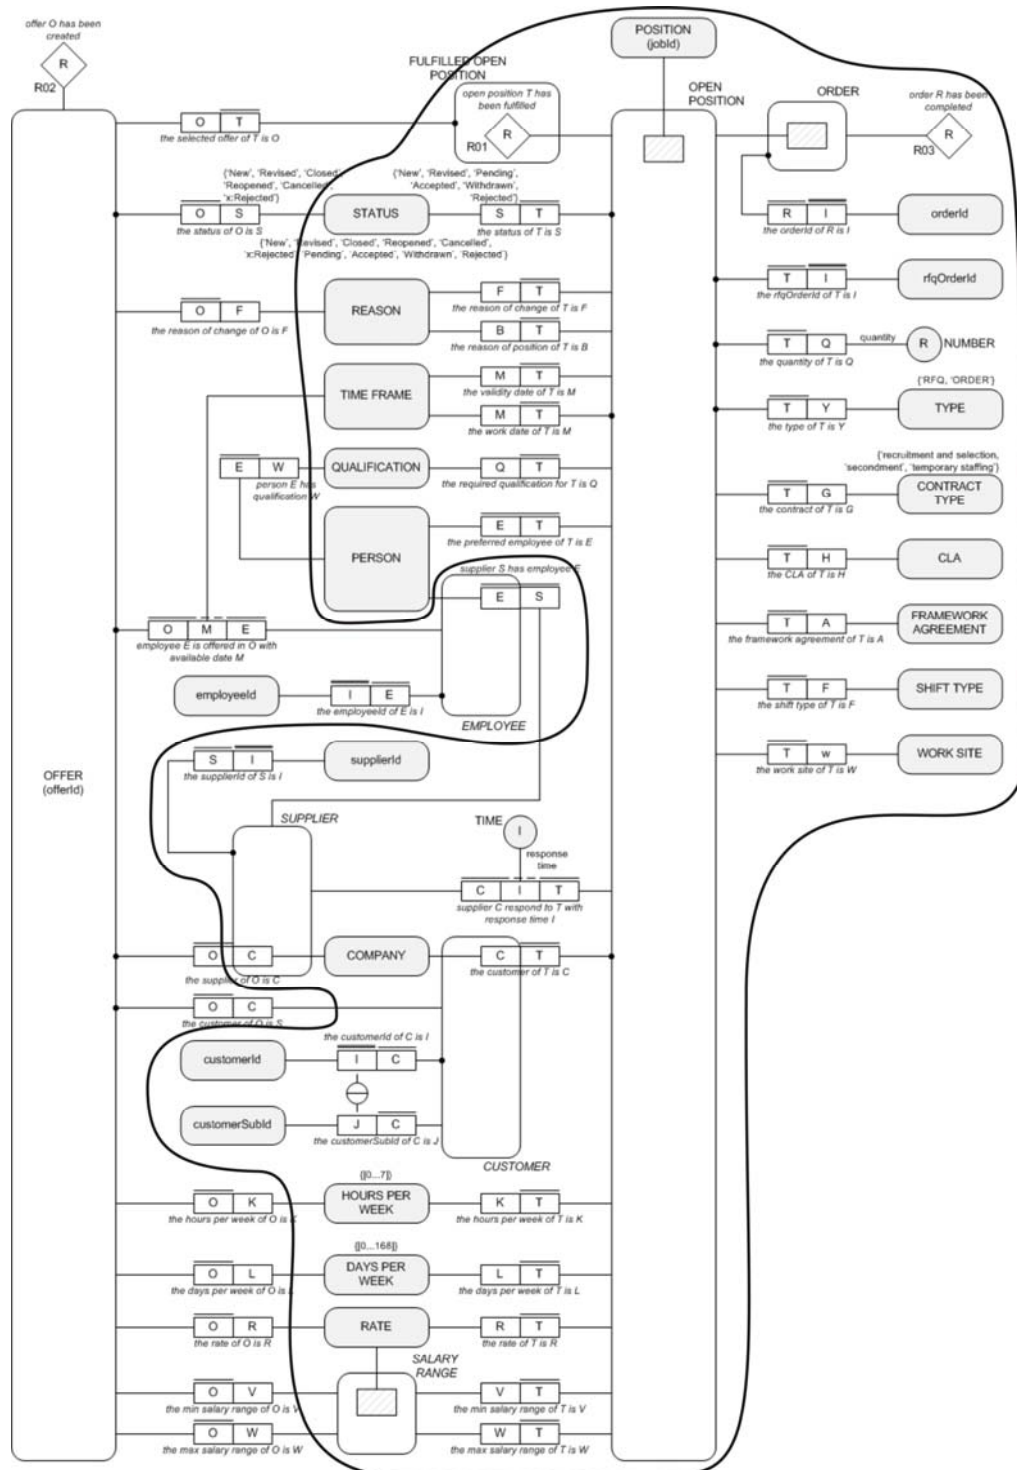 offer O has been
created
R
R02
POSITION
(jobId)
FULFILLED OPEN
POSITION
open position T has
been fulfilled
R
R01
OPEN
POSITION
ORDER
order R has been
completed
R
R03
O T
the selected offer of T is O
{'New', 'Revised', 'Closed',
'Reopened', 'Cancelled',
'x:Rejected'}
{'New', 'Revised', 'Pending',
'Accepted', 'Withdrawn',
'Rejected'}
O S
the status of O is S
STATUS
S T
the status of T is S
{'New', 'Revised', 'Closed', 'Reopened', 'Cancelled',
'x:Rejected', 'Pending', 'Accepted', 'Withdrawn', 'Rejected'}
R I
the orderId of R is I
orderId
T I
the rfqOrderId of T is I
rfqOrderId
O F
the reason of change of O is F
REASON
F T
the reason of change of T is F
B T
the reason of position of T is B
T Q
the quantity of T is Q
quantity
R
NUMBER
TIME FRAME
M T
the validity date of T is M
M T
the work date of T is M
{'RFQ, 'ORDER'}
T Y
the type of T is Y
TYPE
E W
person E has
qualification W
QUALIFICATION
Q T
the required qualification for T is Q
{'recruitment and selection,
'secondment', 'temporary staffing'}
T G
the contract of T is G
CONTRACT
TYPE
PERSON
E T
the preferred employee of T is E
T H
the CLA of T is H
CLA
supplier S has employee E
E S
O M E
employee E is offered in O with
available date M
T A
the framework agreement of T is A
FRAMEWORK
AGREEMENT
employeeId
I E
the employeeId of E is I
EMPLOYEE
T F
the shift type of T is F
SHIFT TYPE
S I
the supplierId of S is I
supplierId
T w
the work site of T is W
WORK SITE
OFFER
(offerId)
SUPPLIER
TIME
I
response
time
C I T
supplier C respond to T with
response time I
O C
the supplier of O is C
COMPANY
C T
the customer of T is C
O C
the customer of O is S
the customerId of C is I
customerId
I C
customerSubId
J C
the customerSubId of C is J
CUSTOMER
{[0...7]}
O K
the hours per week of O is K
HOURS PER
WEEK
K T
the hours per week of T is K
{[0...168]}
O L
the days per week of O is
DAYS PER
WEEK
L T
the days per week of T is L
O R
the rate of O is R
RATE
R T
the rate of T is R
SALARY
RANGE
O V
the min salary range of O is V
V T
the min salary range of T is V
O W
the max salary range of O is W
W T
the max salary range of T is W